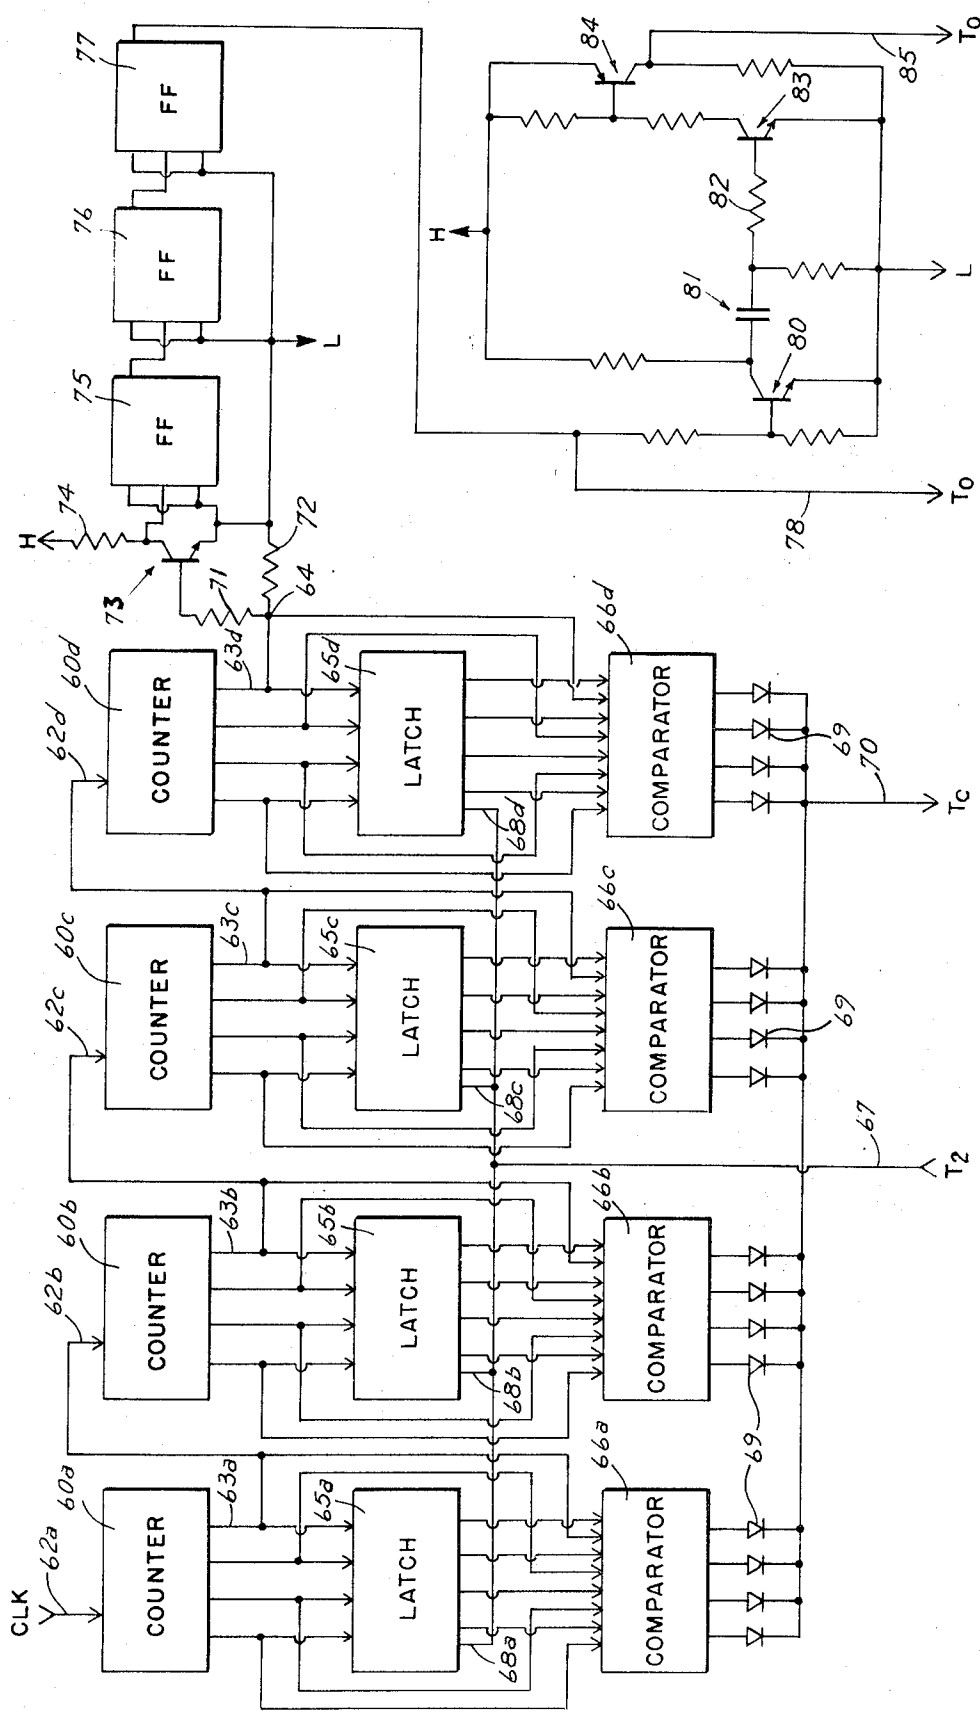 CLK
62a
60a
COUNTER
63a
65a
LATCH
68a
66a
COMPARATOR
69
62b
60b
COUNTER
63b
65b
LATCH
68b
66b
COMPARATOR
69
T2
67
62c
60c
COUNTER
63c
65c
LATCH
68c
66c
COMPARATOR
69
62d
60d
COUNTER
63d
65d
LATCH
68d
66d
COMPARATOR
69
70
TC
H
74
73
71
72
64
75
FF
76
FF
77
FF
L
78
TO
80
81
82
83
84
85
H
L
TO